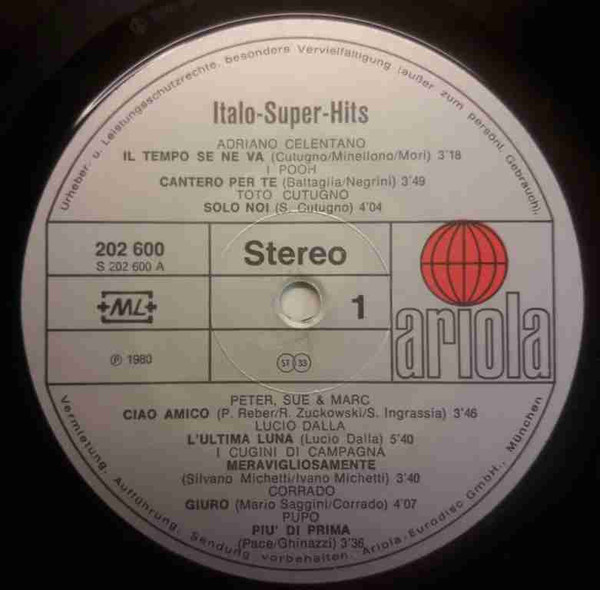 Urheber- u. Leistungsschutzrechte, besonders Vervielfältigung (außer zum persönl. Gebrauch),
Italo-Super-Hits
ADRIANO CELENTANO
IL TEMPO SE NE VA (Cutugno/Minellono/Mori) 3'18
I POOH
CANTERO PER TE (Battaglia/Negrini) 3'49
TOTO CUTUGNO
SOLO NOI (S. Cutugno) 4'04
202 600
S 202 600 A
Stereo
ML
1
ariola
℗ 1980
ST 33
PETER, SUE & MARC
CIAO AMICO (P. Reber/R. Zuckowski/S. Ingrassia) 3'46
LUCIO DALLA
L'ULTIMA LUNA (Lucio Dalla) 5'40
I CUGINI DI CAMPAGNA
MERAVIGLIOSAMENTE
(Silvano Michetti/Ivano Michetti) 3'40
CORRADO
GIURO (Mario Saggini/Corrado) 4'07
PUPO
PIU' DI PRIMA
(Pace/Ghinazzi) 3'36
Vermietung, Aufführung, Sendung vorbehalten. Ariola-Eurodisc GmbH., München